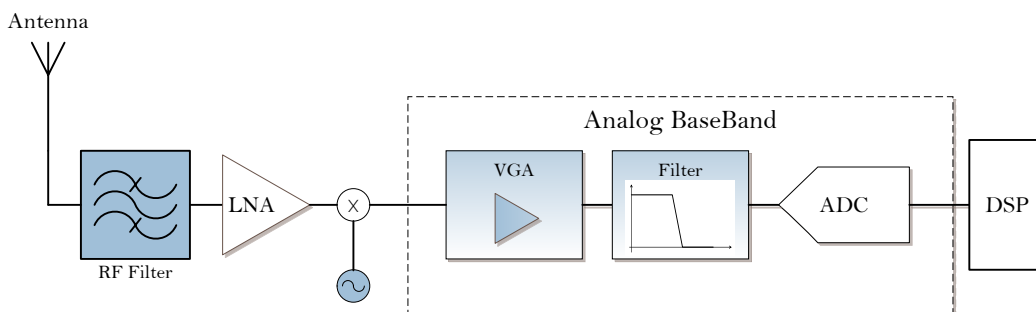 Antenna
Analog BaseBand
VGA
Filter
LNA
X
ADC
DSP
RF Filter